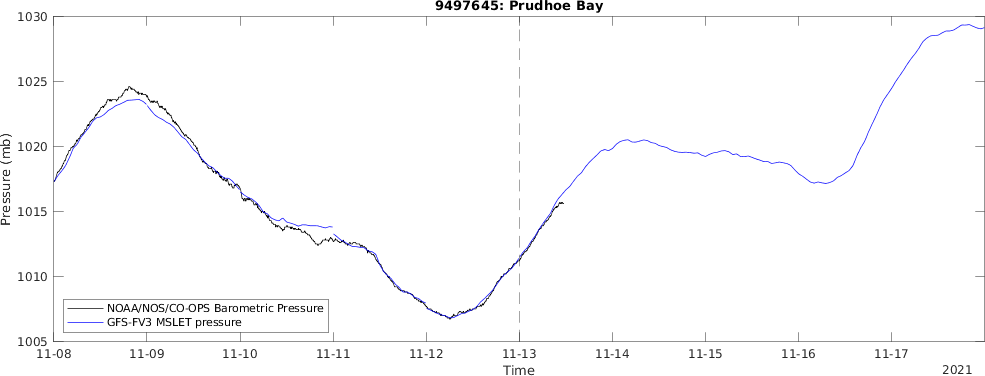 9497645: Prudhoe Bay
1030
1025
1020
1015
1010
1005
Pressure (mb)
NOAA/NOS/CO-OPS Barometric Pressure
GFS-FV3 MSLET pressure
11-08 11-09 11-10 11-11 11-12 11-13 11-14 11-15 11-16 11-17
Time
2021